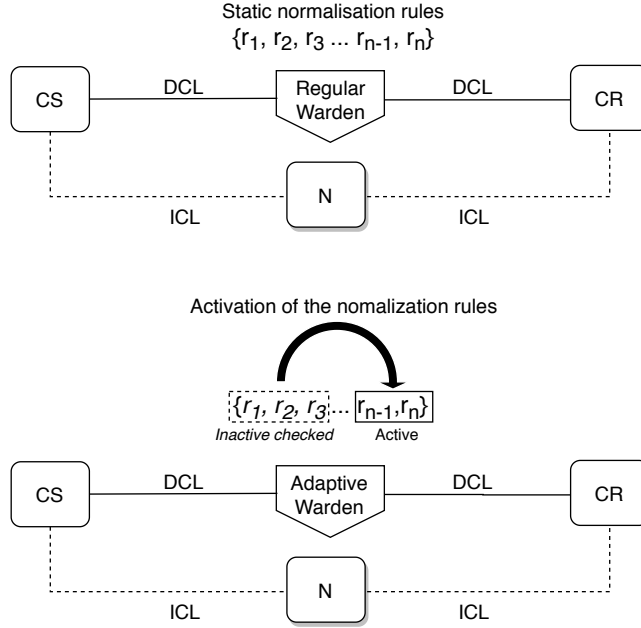 Static normalisation rules
{r1, r2, r3 ... rn-1, rn}
CS DCL Regular Warden DCL CR
N
ICL ICL
Activation of the nomalization rules
{r1, r2, r3 ... rn-1,rn}
Inactive checked Active
CS DCL Adaptive Warden DCL CR
N
ICL ICL